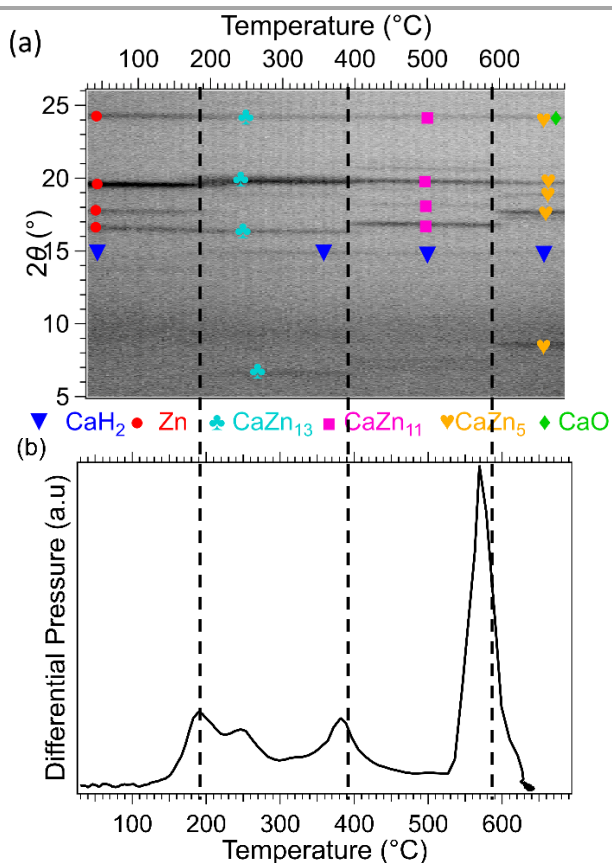 Temperature (°C)
(a)
100 200 300 400 500 600
25
20
15
10
5
2θ (°)
▼ CaH₂ ● Zn ♣ CaZn₁₃ ■ CaZn₁₁ ♥ CaZn₅ ♦ CaO
(b)
Differential Pressure (a.u)
100 200 300 400 500 600
Temperature (°C)